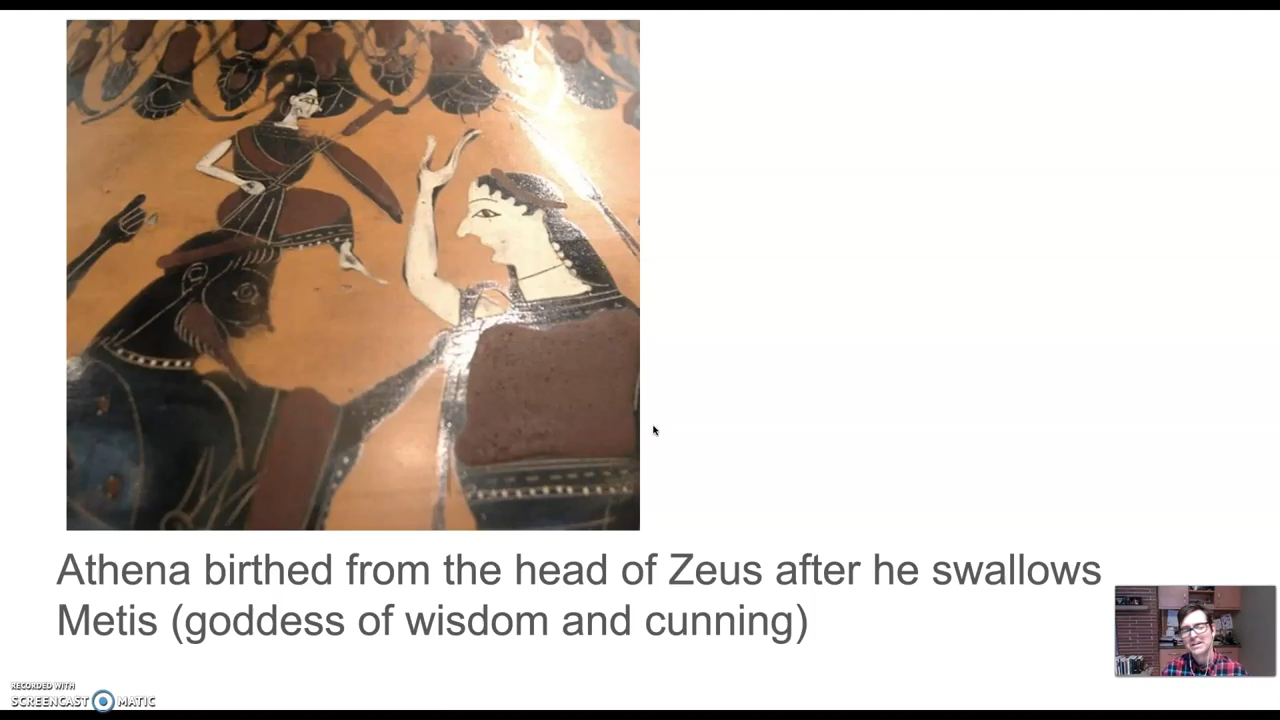 Athena birthed from the head of Zeus after he swallows
Metis (goddess of wisdom and cunning)
RECORDED WITH
SCREENCAST MATIC